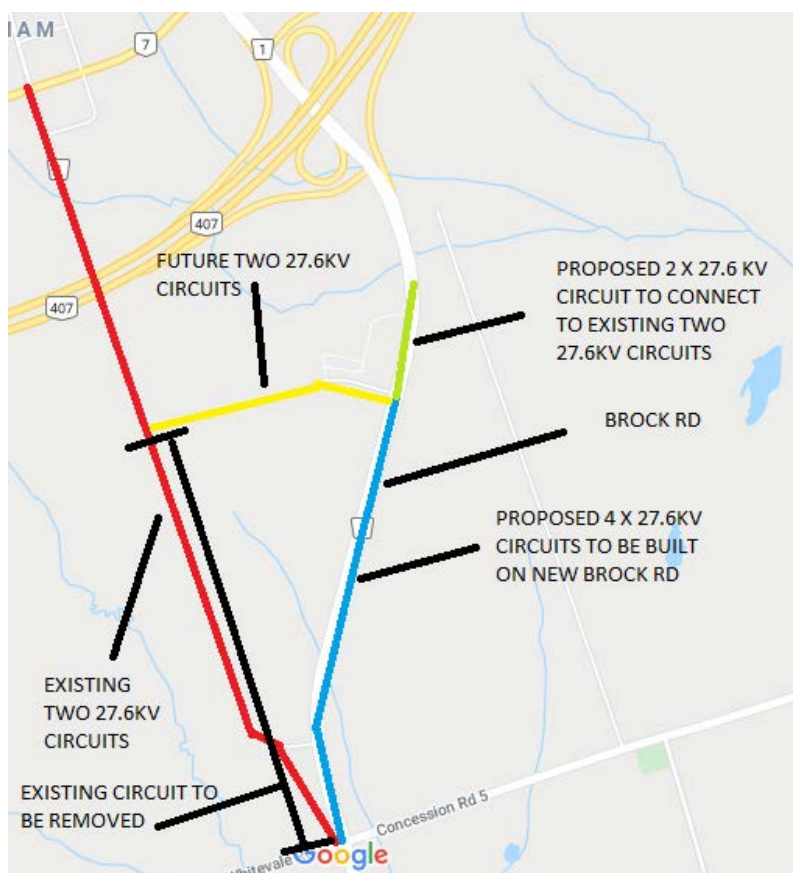 HAM
7
1
407
FUTURE TWO 27.6KV
CIRCUITS
407
PROPOSED 2 X 27.6 KV
CIRCUIT TO CONNECT
TO EXISTING TWO
27.6KV CIRCUITS
BROCK RD
PROPOSED 4 X 27.6KV
CIRCUITS TO BE BUILT
ON NEW BROCK RD
EXISTING
TWO 27.6KV
CIRCUITS
EXISTING CIRCUIT TO
BE REMOVED
Concession Rd 5
Whitevale
Google